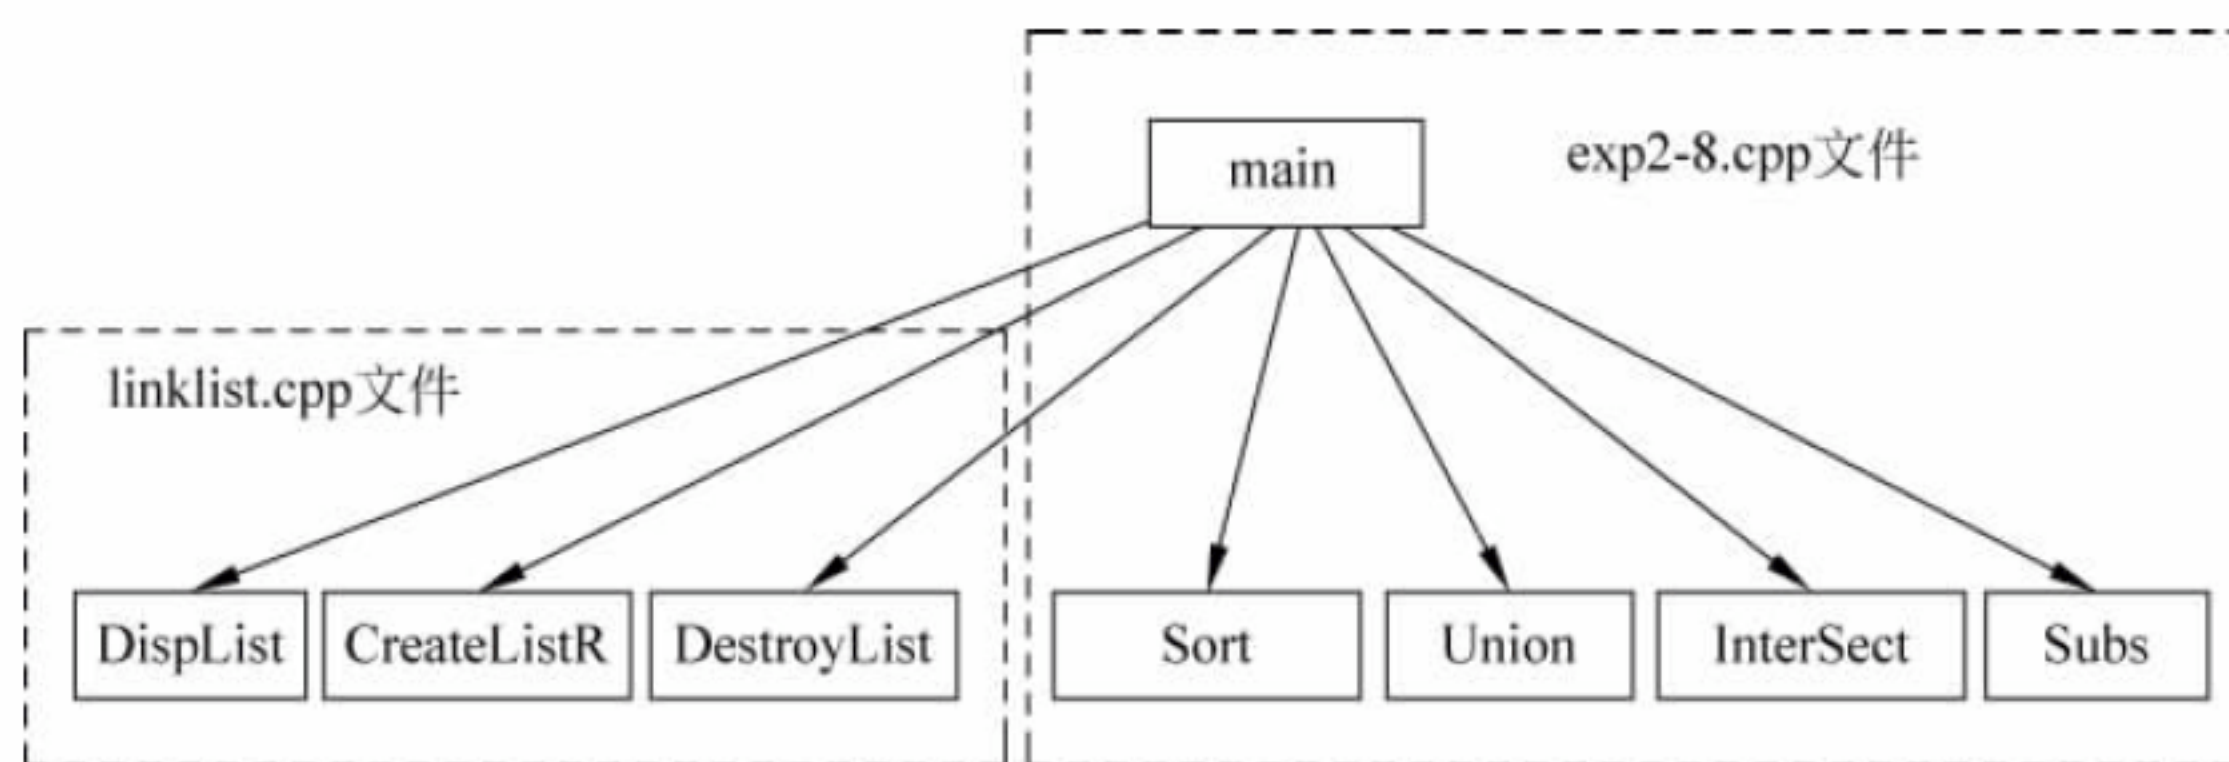 main
exp2-8.cpp文件
linklist.cpp文件
DispList
CreateListR
DestroyList
Sort
Union
InterSect
Subs